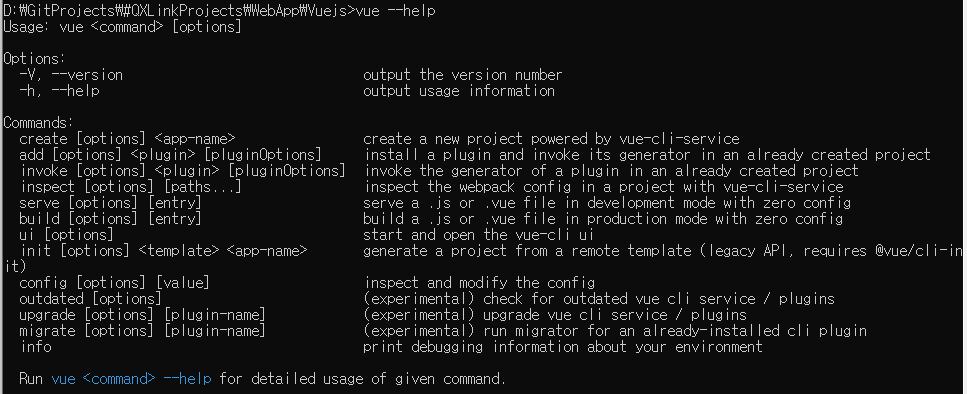 D:₩GitProjects₩#QXLinkProjects₩WebApp₩Vuejs>vue --help
Usage: vue <command> [options]

Options:
  -V, --version                              output the version number
  -h, --help                                 output usage information

Commands:
  create [options] <app-name>                create a new project powered by vue-cli-service
  add [options] <plugin> [pluginOptions]     install a plugin and invoke its generator in an already created project
  invoke [options] <plugin> [pluginOptions]  invoke the generator of a plugin in an already created project
  inspect [options] [paths...]               inspect the webpack config in a project with vue-cli-service
  serve [options] [entry]                    serve a .js or .vue file in development mode with zero config
  build [options] [entry]                    build a .js or .vue file in production mode with zero config
  ui [options]                               start and open the vue-cli ui
  init [options] <template> <app-name>       generate a project from a remote template (legacy API, requires @vue/cli-in
it)
  config [options] [value]                   inspect and modify the config
  outdated [options]                         (experimental) check for outdated vue cli service / plugins
  upgrade [options] [plugin-name]            (experimental) upgrade vue cli service / plugins
  migrate [options] [plugin-name]            (experimental) run migrator for an already-installed cli plugin
  info                                       print debugging information about your environment

  Run vue <command> --help for detailed usage of given command.